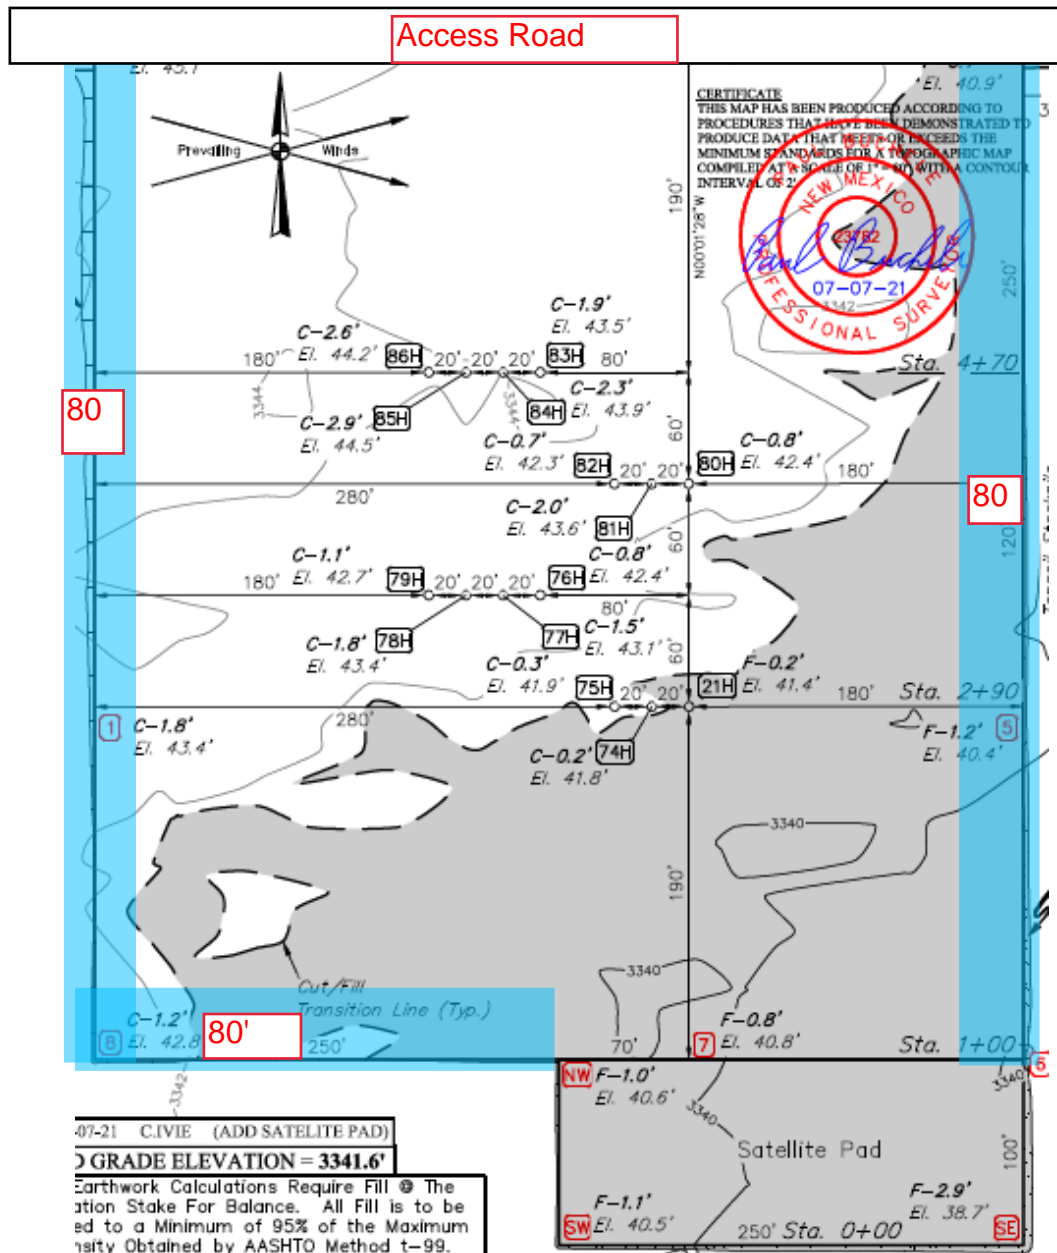 Access Road
El. 45.1'
El. 40.9'
CERTIFICATE
THIS MAP HAS BEEN PRODUCED ACCORDING TO
PROCEDURES THAT HAVE BEEN DEMONSTRATED TO
PRODUCE DATA THAT MEETS OR EXCEEDS THE
MINIMUM STANDARDS FOR A TOPOGRAPHIC MAP
COMPILED AT A SCALE OF 1" = 60' WITH A CONTOUR
INTERVAL OF 2'
Prevailing Winds
PAUL BUCHELE
NEW MEXICO
23782
07-07-21
PROFESSIONAL SURVEYOR
190'
N00°01'28"W
250'
3342
C-1.9'
El. 43.5'
C-2.6'
El. 44.2'
180' 86H 20' 20' 20' 83H 80'
Sta. 4+70
3344
85H
C-2.9'
El. 44.5'
3344
84H
C-2.3'
El. 43.9'
80
60'
C-0.7'
El. 42.3'
C-0.8'
El. 42.4'
280' 82H 20' 20' 80H 180'
80
C-2.0'
El. 43.6'
81H
60'
120'
C-1.1'
El. 42.7'
C-0.8'
El. 42.4'
180' 79H 20' 20' 20' 76H 80'
C-1.8'
El. 43.4'
78H
77H
C-1.5'
El. 43.1'
60'
C-0.3'
El. 41.9'
F-0.2'
El. 41.4'
280' 75H 20' 20' 21H 180' Sta. 2+90
1
C-1.8'
El. 43.4'
C-0.2'
El. 41.8'
74H
F-1.2'
El. 40.4'
5
3340
190'
3340
Cut/Fill
Transition Line (Typ.)
C-1.2'
El. 42.8'
8
80'
250'
70'
7
F-0.8'
El. 40.8'
Sta. 1+00
6
3342
3340
NW
F-1.0'
El. 40.6'
3340
Satellite Pad
100'
SW
F-1.1'
El. 40.5'
250' Sta. 0+00
F-2.9'
El. 38.7'
SE
-07-21 C.IVIE (ADD SATELITE PAD)
GRADE ELEVATION = 3341.6'
Earthwork Calculations Require Fill @ The
ation Stake For Balance. All Fill is to be
ed to a Minimum of 95% of the Maximum
nsity Obtained by AASHTO Method t-99.